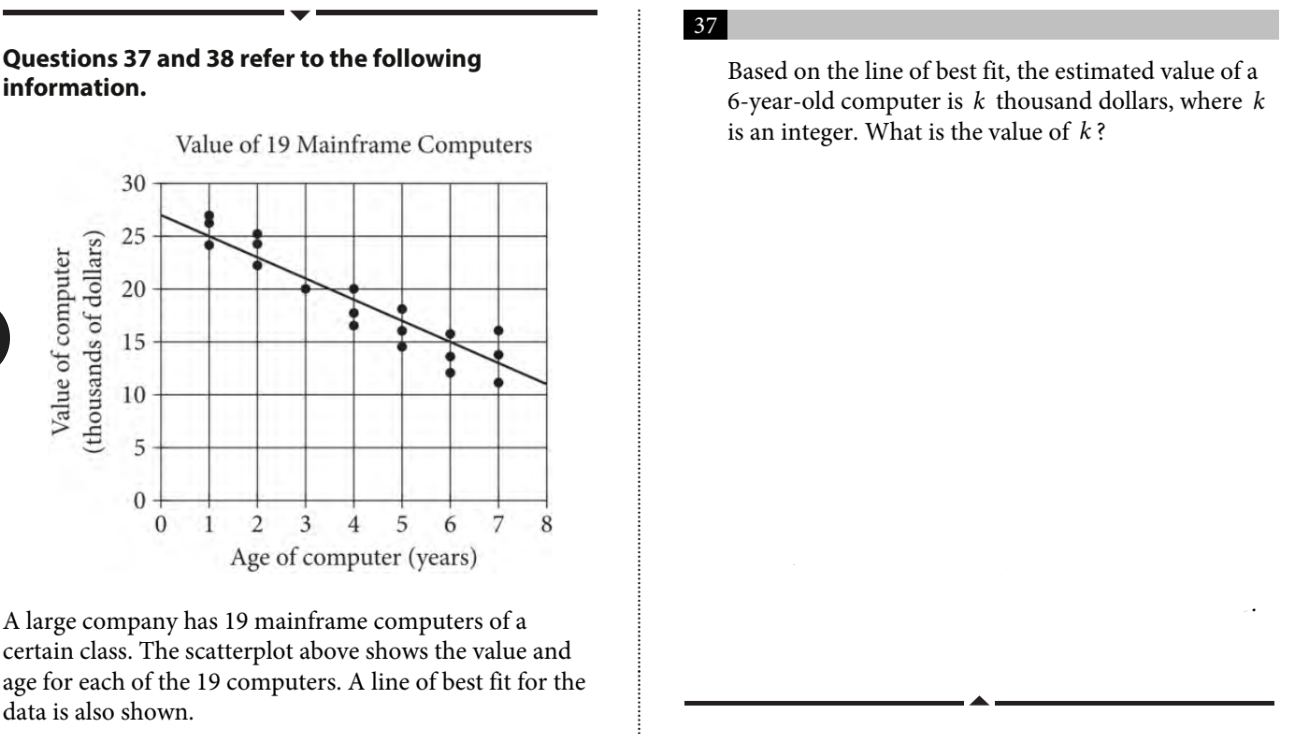 Questions 37 and 38 refer to the following
information.
Value of 19 Mainframe Computers
Value of computer
(thousands of dollars)
30
25
20
15
10
5
0
0 1 2 3 4 5 6 7 8
Age of computer (years)
A large company has 19 mainframe computers of a
certain class. The scatterplot above shows the value and
age for each of the 19 computers. A line of best fit for the
data is also shown.
37
Based on the line of best fit, the estimated value of a
6-year-old computer is k thousand dollars, where k
is an integer. What is the value of k ?